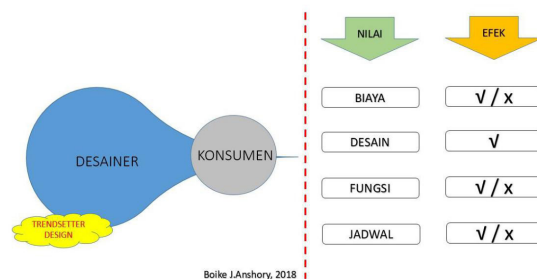 NILAI
EFEK
BIAYA
√ / x
DESAIN
√
FUNGSI
√ / x
JADWAL
√ / x
DESAINER
KONSUMEN
TRENDSETTER
DESIGN
Boike J.Anshory, 2018